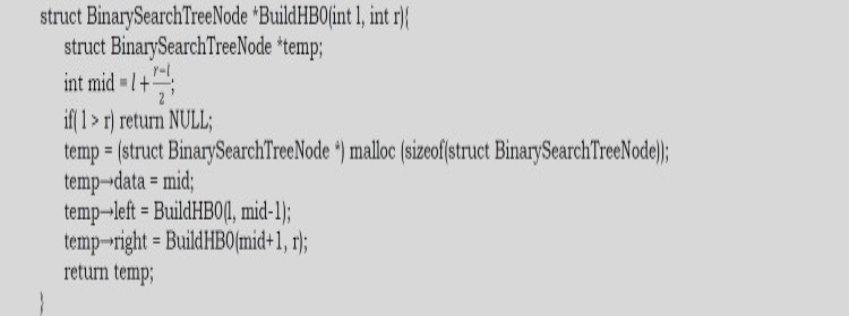 struct BinarySearchTreeNode *BuildHB0(int l, int r){
struct BinarySearchTreeNode *temp;
int mid = l + r-l/2;
if( l > r) return NULL;
temp = (struct BinarySearchTreeNode *) malloc (sizeof(struct BinarySearchTreeNode));
temp→data = mid;
temp→left = BuildHB0(l, mid-1);
temp→right = BuildHB0(mid+1, r);
return temp;
}